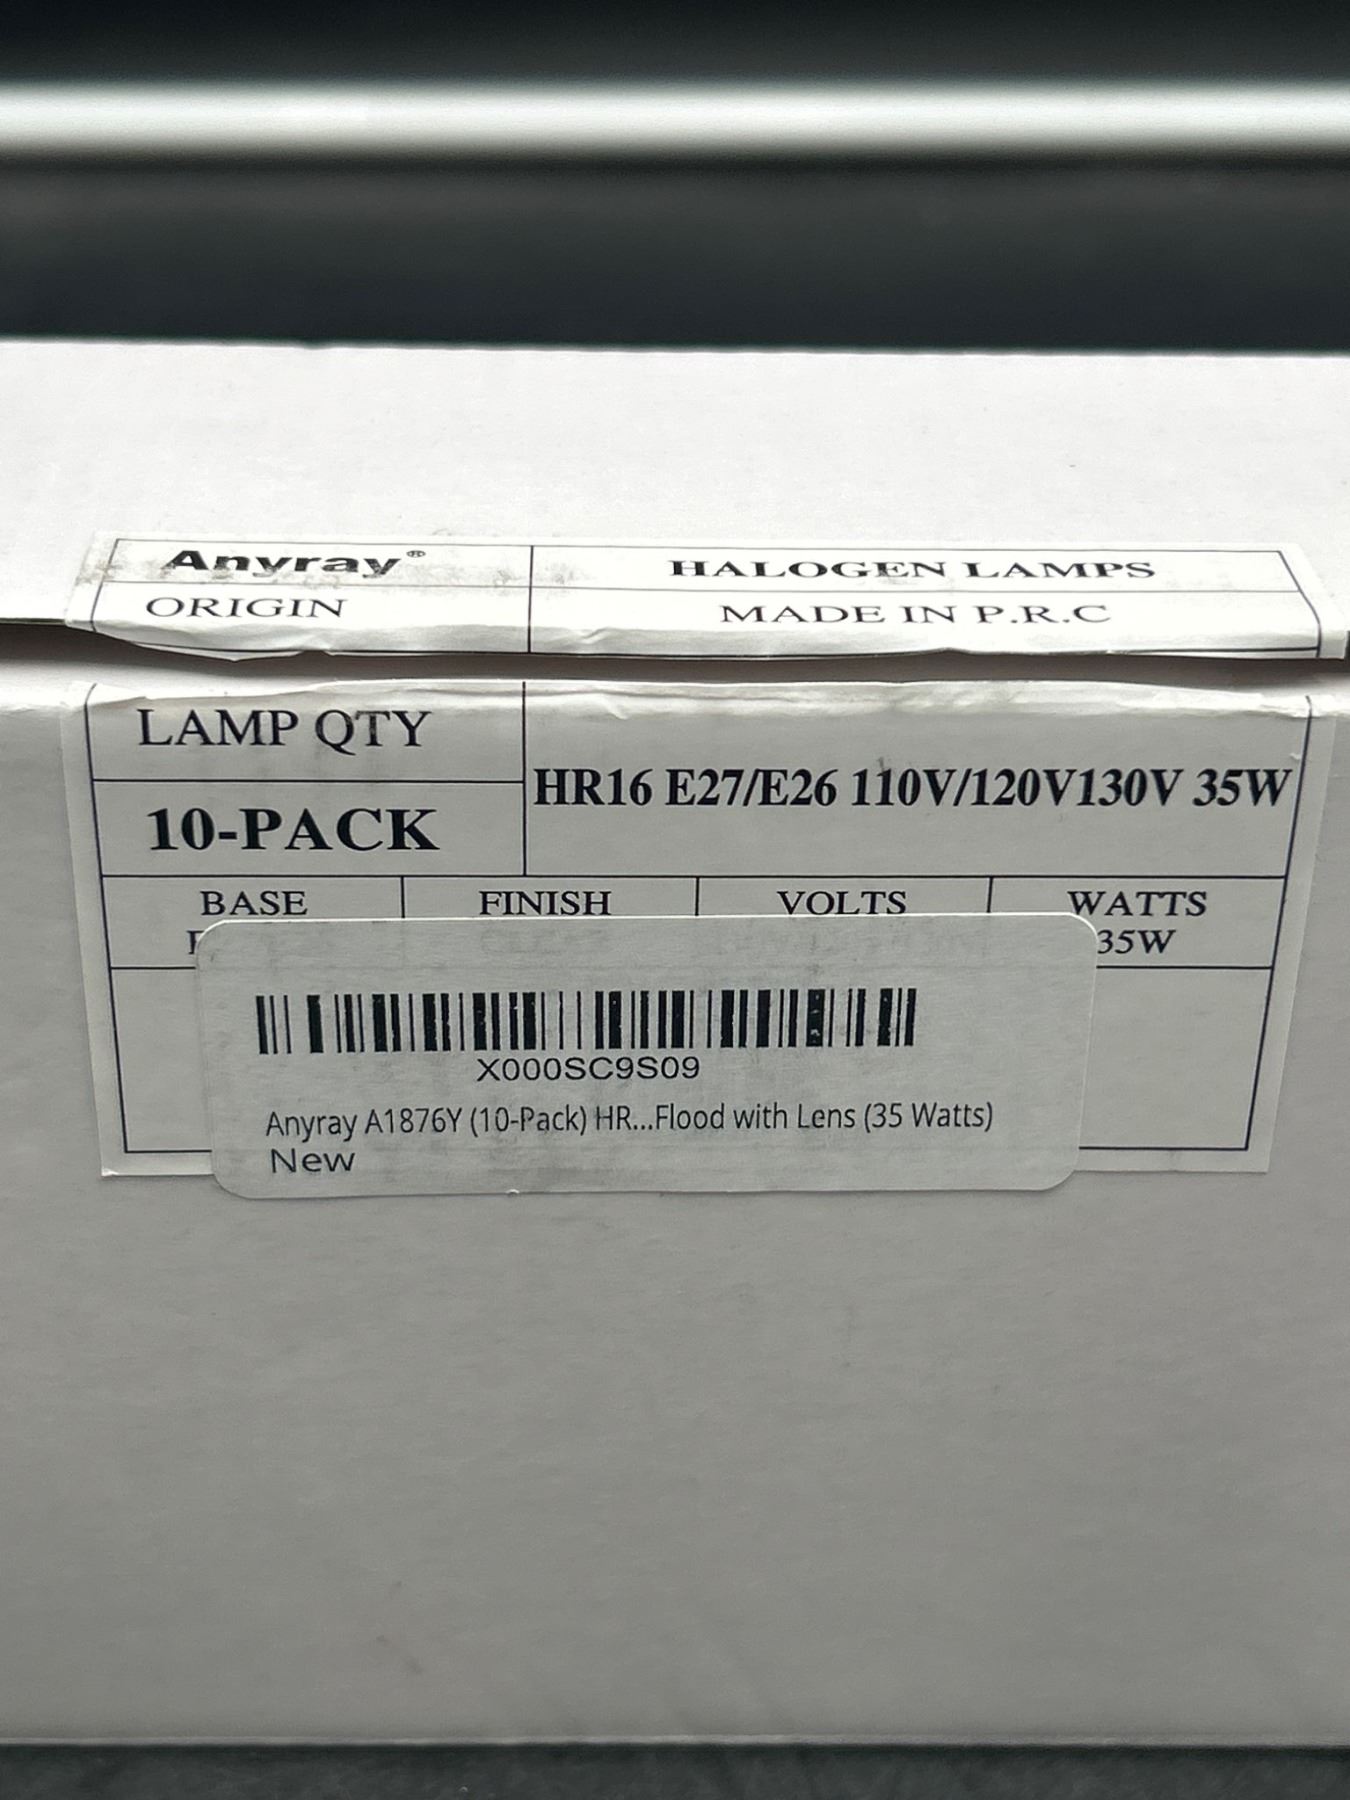 Anyray®
HALOGEN LAMPS
ORIGIN
MADE IN P.R.C
LAMP QTY
10-PACK
HR16 E27/E26 110V/120V130V 35W
BASE
FINISH
VOLTS
WATTS
35W
X000SC9S09
Anyray A1876Y (10-Pack) HR...Flood with Lens (35 Watts)
New